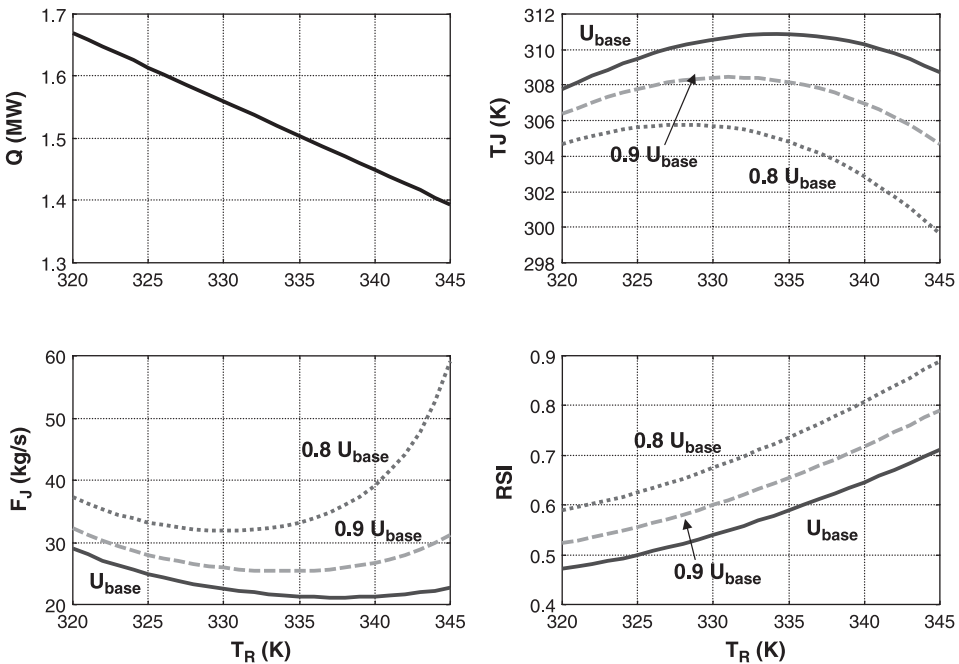 1.7
1.6
1.5
1.4
1.3
Q (MW)
320 325 330 335 340 345
312
310
308
306
304
302
300
298
TJ (K)
U_base
0.9 U_base
0.8 U_base
320 325 330 335 340 345
60
50
40
30
20
F_J (kg/s)
0.8 U_base
0.9 U_base
U_base
320 325 330 335 340 345
T_R (K)
0.9
0.8
0.7
0.6
0.5
0.4
RSI
0.8 U_base
U_base
0.9 U_base
320 325 330 335 340 345
T_R (K)